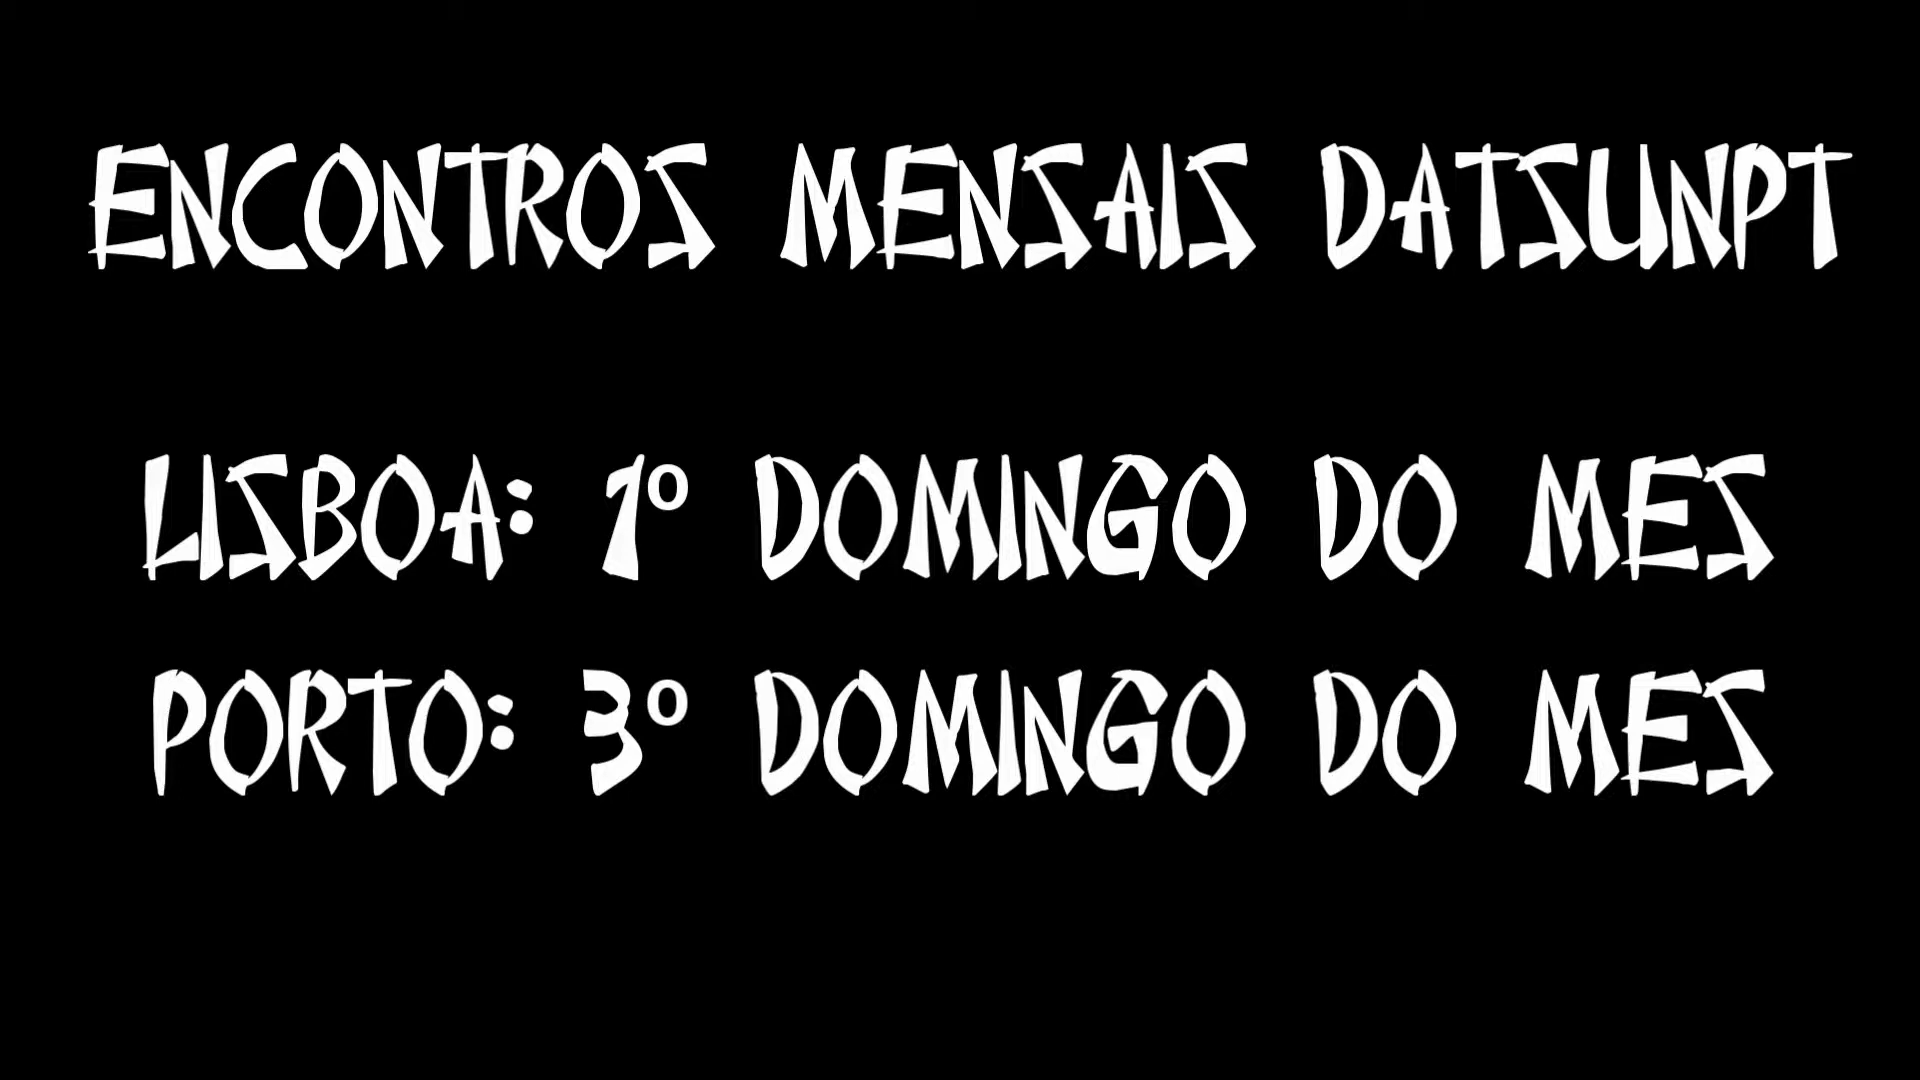 ENCONTROS MENSAIS DATSUNPT
LISBOA: 1º DOMINGO DO MES
PORTO: 3º DOMINGO DO MES